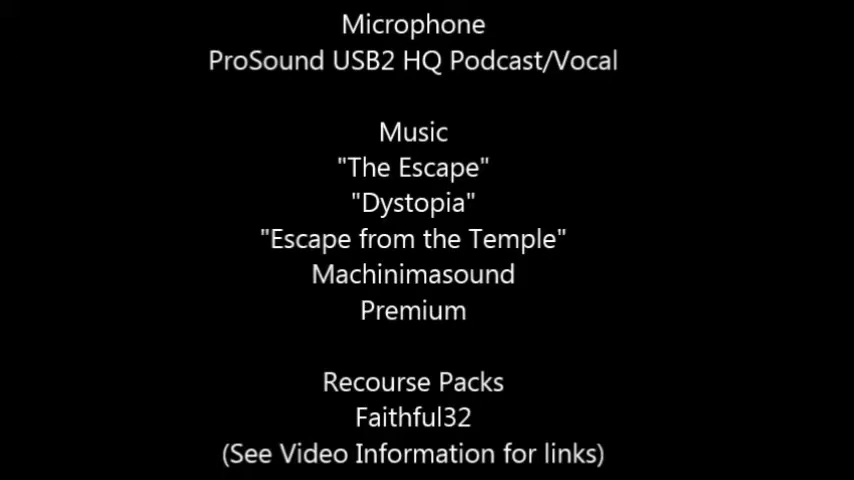 Microphone
ProSound USB2 HQ Podcast/Vocal
Music
"The Escape"
"Dystopia"
"Escape from the Temple"
Machinimasound
Premium
Recourse Packs
Faithful32
(See Video Information for links)